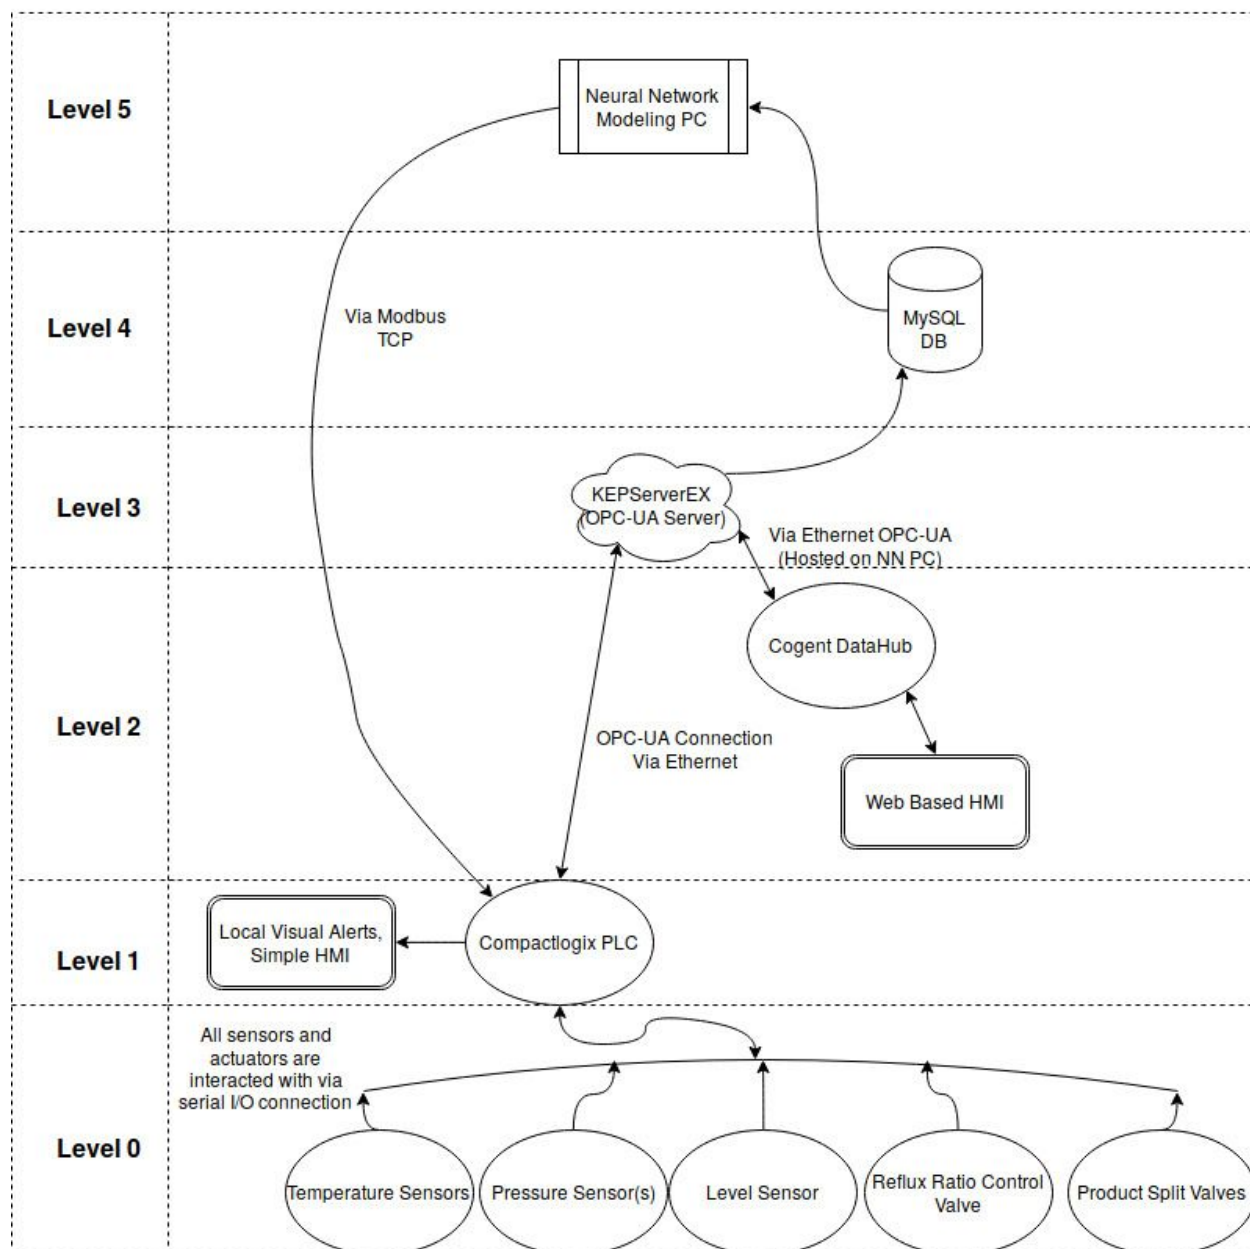 Level 5
Neural Network
Modeling PC
Level 4
Via Modbus
TCP
MySQL
DB
Level 3
KEPServerEX
(OPC-UA Server)
Via Ethernet OPC-UA
(Hosted on NN PC)
Level 2
Cogent DataHub
OPC-UA Connection
Via Ethernet
Web Based HMI
Level 1
Local Visual Alerts,
Simple HMI
Compactlogix PLC
Level 0
All sensors and
actuators are
interacted with via
serial I/O connection
Temperature Sensors
Pressure Sensor(s)
Level Sensor
Reflux Ratio Control
Valve
Product Split Valves